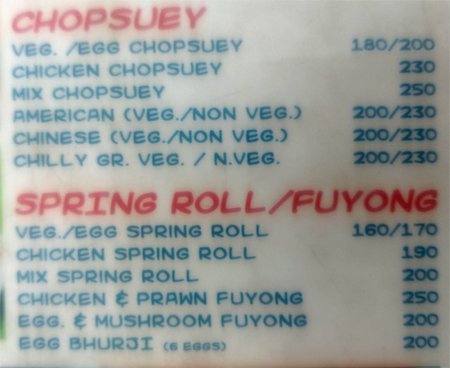 CHOPSUEY
VEG. /EGG CHOPSUEY 180/200
CHICKEN CHOPSUEY 230
MIX CHOPSUEY 250
AMERICAN (VEG./NON VEG.) 200/230
CHINESE (VEG./NON VEG.) 200/230
CHILLY GR. VEG. / N.VEG. 200/230
SPRING ROLL/FUYONG
VEG./EGG SPRING ROLL 160/170
CHICKEN SPRING ROLL 190
MIX SPRING ROLL 200
CHICKEN & PRAWN FUYONG 250
EGG. & MUSHROOM FUYONG 200
EGG BHURJI (6 EGGS) 200